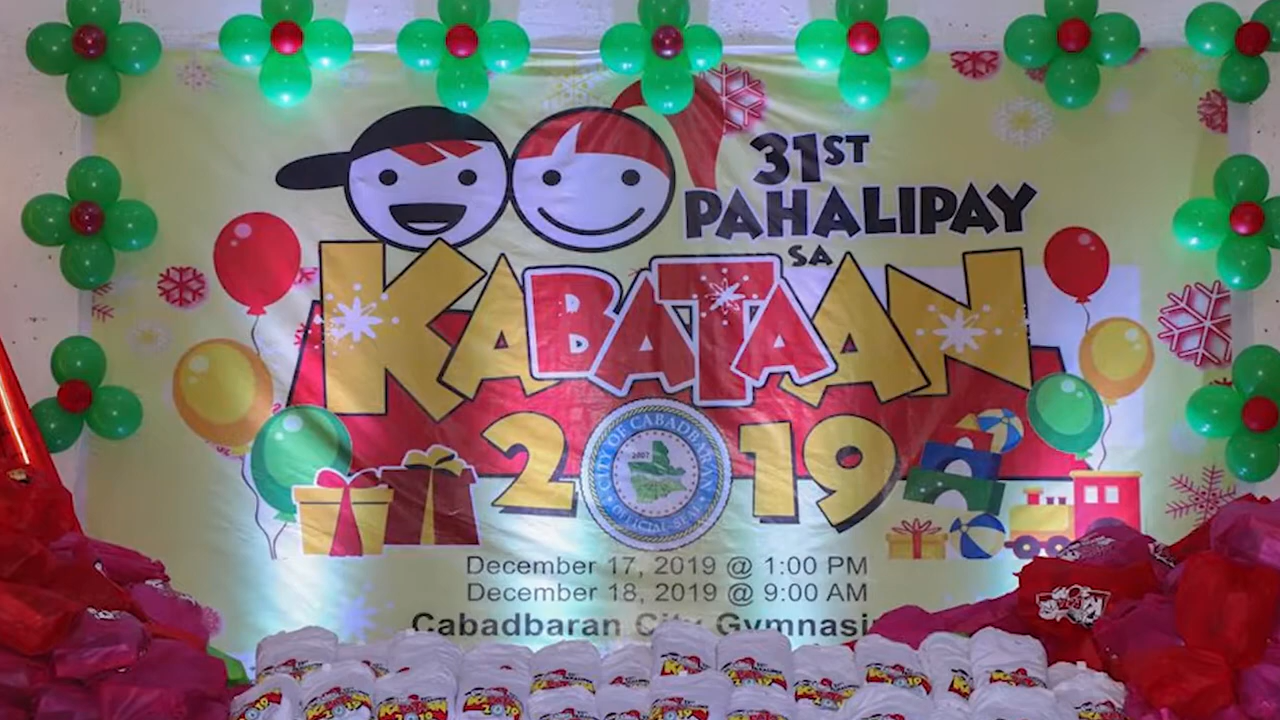 31ST
PAHALIPAY
SA
KABATAAN
2019
CITY OF CABADBARAN
2007
OFFICIAL SEAL
December 17, 2019 @ 1:00 PM
December 18, 2019 @ 9:00 AM
Cabadbaran City Gymnasi